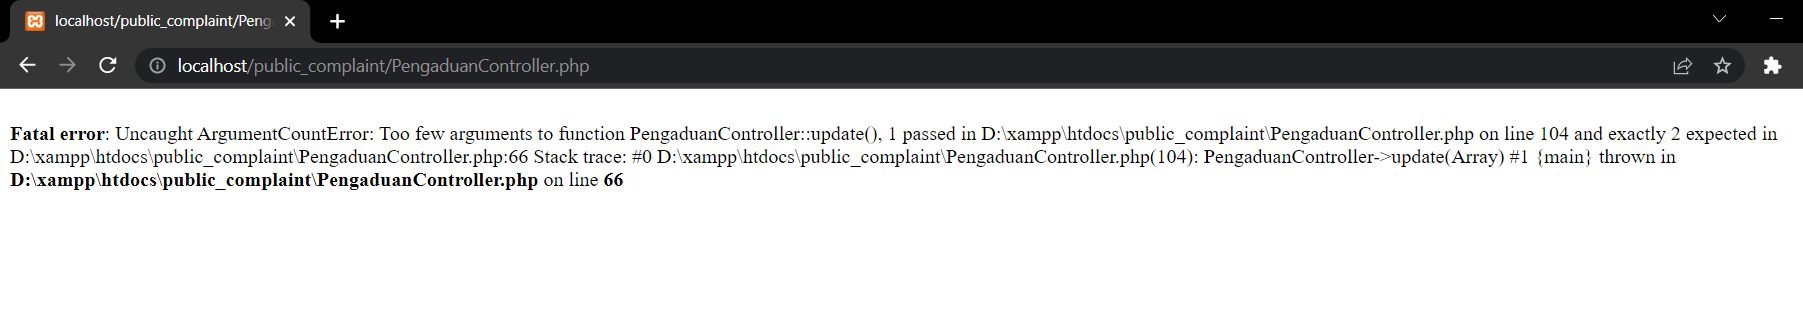 localhost/public_complaint/Peng
localhost/public_complaint/PengaduanController.php
Fatal error: Uncaught ArgumentCountError: Too few arguments to function PengaduanController::update(), 1 passed in D:\xampp\htdocs\public_complaint\PengaduanController.php on line 104 and exactly 2 expected in
D:\xampp\htdocs\public_complaint\PengaduanController.php:66 Stack trace: #0 D:\xampp\htdocs\public_complaint\PengaduanController.php(104): PengaduanController->update(Array) #1 {main} thrown in
D:\xampp\htdocs\public_complaint\PengaduanController.php on line 66